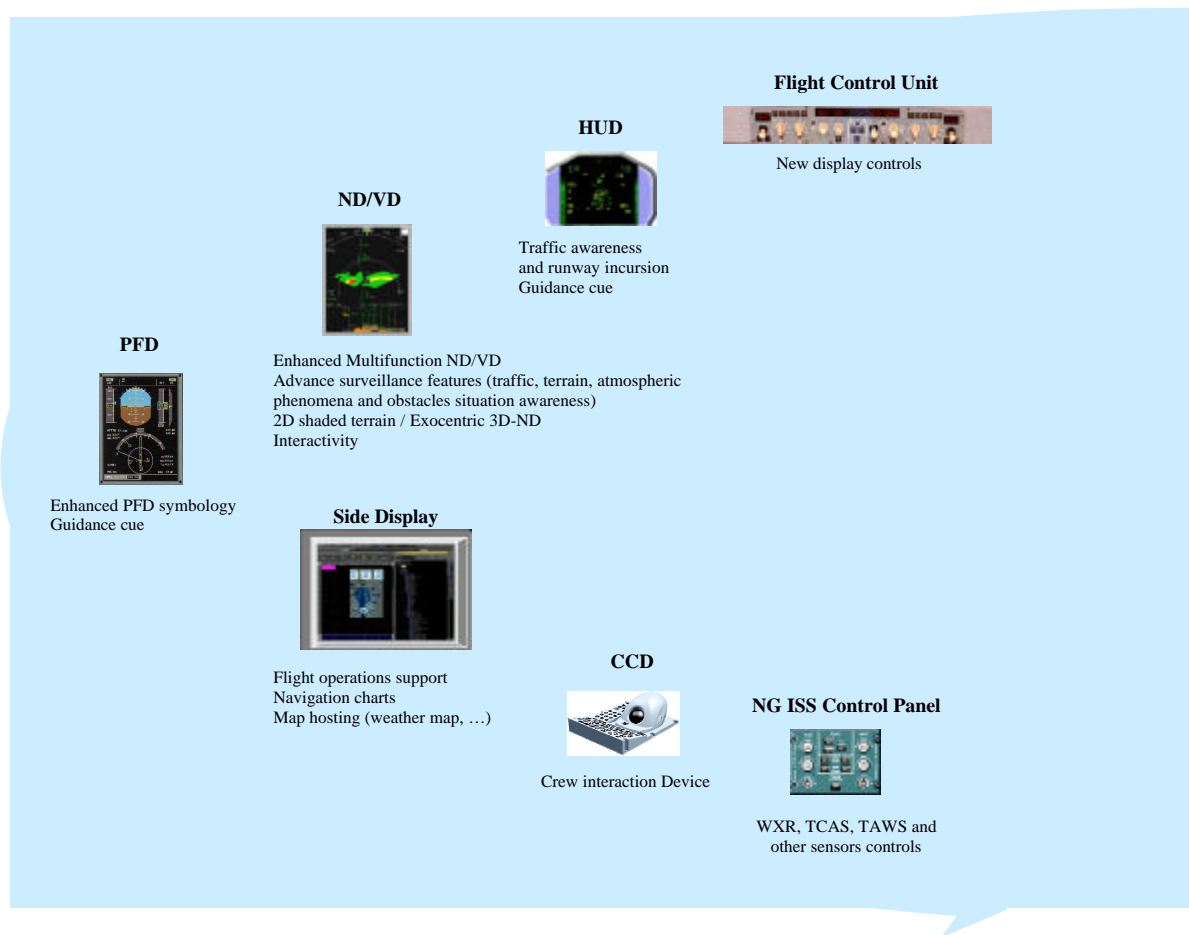 Flight Control Unit
New display controls
HUD
Traffic awareness
and runway incursion
Guidance cue
ND/VD
Enhanced Multifunction ND/VD
Advance surveillance features (traffic, terrain, atmospheric
phenomena and obstacles situation awareness)
2D shaded terrain / Exocentric 3D-ND
Interactivity
PFD
Enhanced PFD symbology
Guidance cue
Side Display
Flight operations support
Navigation charts
Map hosting (weather map, …)
CCD
Crew interaction Device
NG ISS Control Panel
WXR, TCAS, TAWS and
other sensors controls